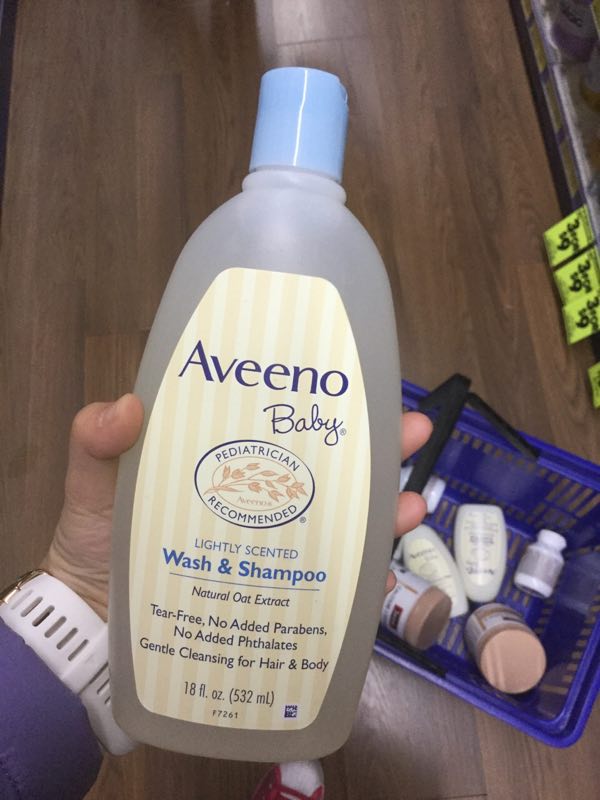 Aveeno
Baby®
PEDIATRICIAN
Aveeno®
RECOMMENDED®
LIGHTLY SCENTED
Wash & Shampoo
Natural Oat Extract
Tear-Free, No Added Parabens,
No Added Phthalates
Gentle Cleansing for Hair & Body
18 fl. oz. (532 mL)
F7261